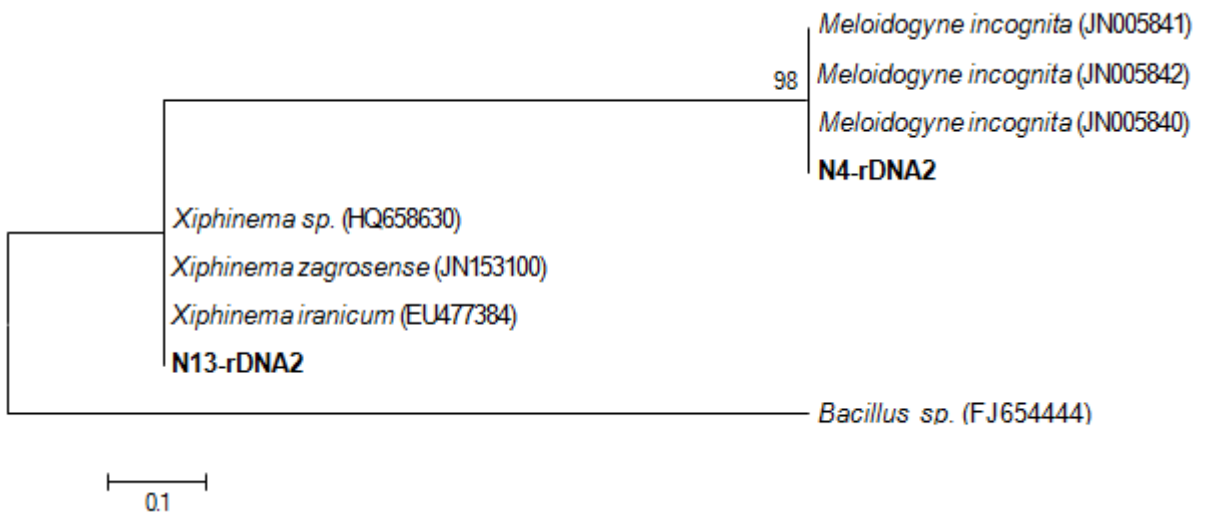 Meloidogyne incognita (JN005841)
98 Meloidogyne incognita (JN005842)
Meloidogyne incognita (JN005840)
N4-rDNA2
Xiphinema sp. (HQ658630)
Xiphinema zagrosense (JN153100)
Xiphinema iranicum (EU477384)
N13-rDNA2
Bacillus sp. (FJ654444)
0.1